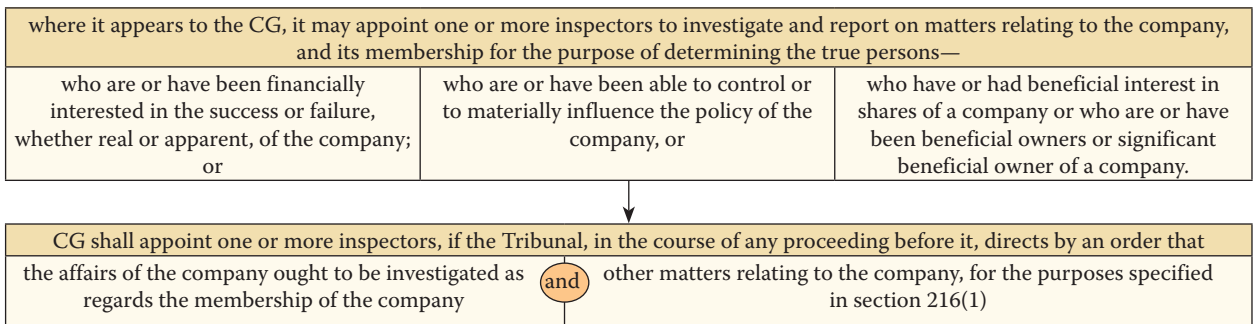 where it appears to the CG, it may appoint one or more inspectors to investigate and report on matters relating to the company,
and its membership for the purpose of determining the true persons—
who are or have been financially
interested in the success or failure,
whether real or apparent, of the company;
or
who are or have been able to control or
to materially influence the policy of the
company, or
who have or had beneficial interest in
shares of a company or who are or have
been beneficial owners or significant
beneficial owner of a company.
CG shall appoint one or more inspectors, if the Tribunal, in the course of any proceeding before it, directs by an order that
the affairs of the company ought to be investigated as
regards the membership of the company
and
other matters relating to the company, for the purposes specified
in section 216(1)